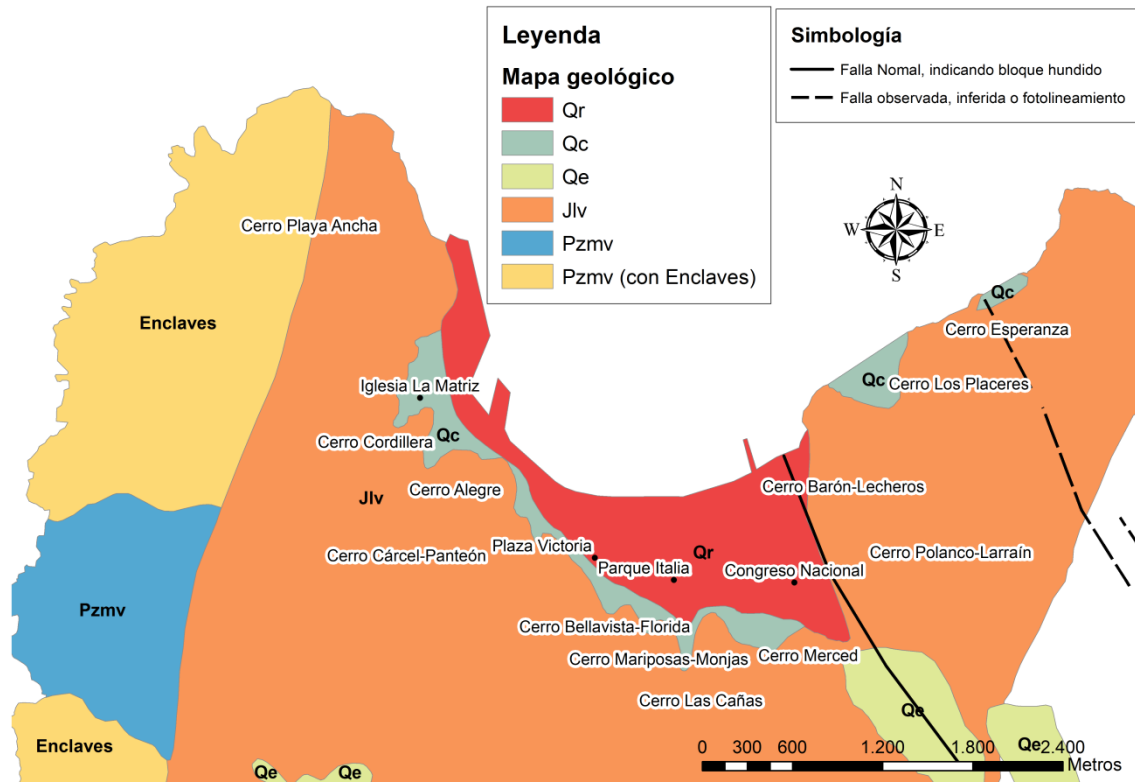 Leyenda
Mapa geológico
Qr
Qc
Qe
Jlv
Pzmv
Pzmv (con Enclaves)
Simbología
Falla Nomal, indicando bloque hundido
Falla observada, inferida o fotolineamiento
N
W E
S
Cerro Playa Ancha
Enclaves
Qc
Cerro Esperanza
Iglesia La Matriz
Qc
Cerro Los Placeres
Cerro Cordillera
Qc
Cerro Alegre
Jlv
Cerro Barón-Lecheros
Cerro Cárcel-Panteón
Plaza Victoria
Qr
Cerro Polanco-Larraín
Parque Italia
Congreso Nacional
Pzmv
Cerro Bellavista-Florida
Cerro Mariposas-Monjas
Cerro Merced
Cerro Las Cañas
Qe
Enclaves
Qe
Qe
Qe
0 300 600 1.200 1.800 2.400
Metros